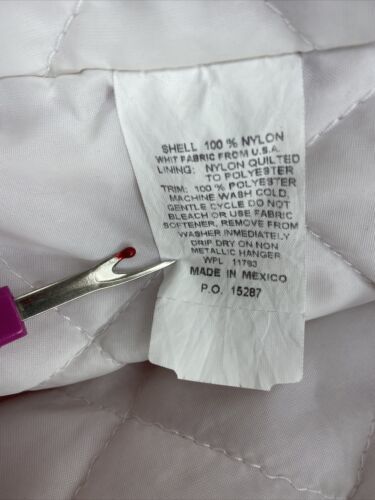 SHELL 100 % NYLON
WHIT FABRIC FROM U.S.A.
LINING: NYLON QUILTED
TO POLYESTER
TRIM: 100 % POLYESTER
MACHINE WASH COLD,
GENTLE CYCLE DO NOT
BLEACH OR USE FABRIC
SOFTENER, REMOVE FROM
WASHER INMEDIATELY
DRIP DRY ON NON
METALLIC HANGER
WPL 11793
MADE IN MEXICO
P.O. 15287